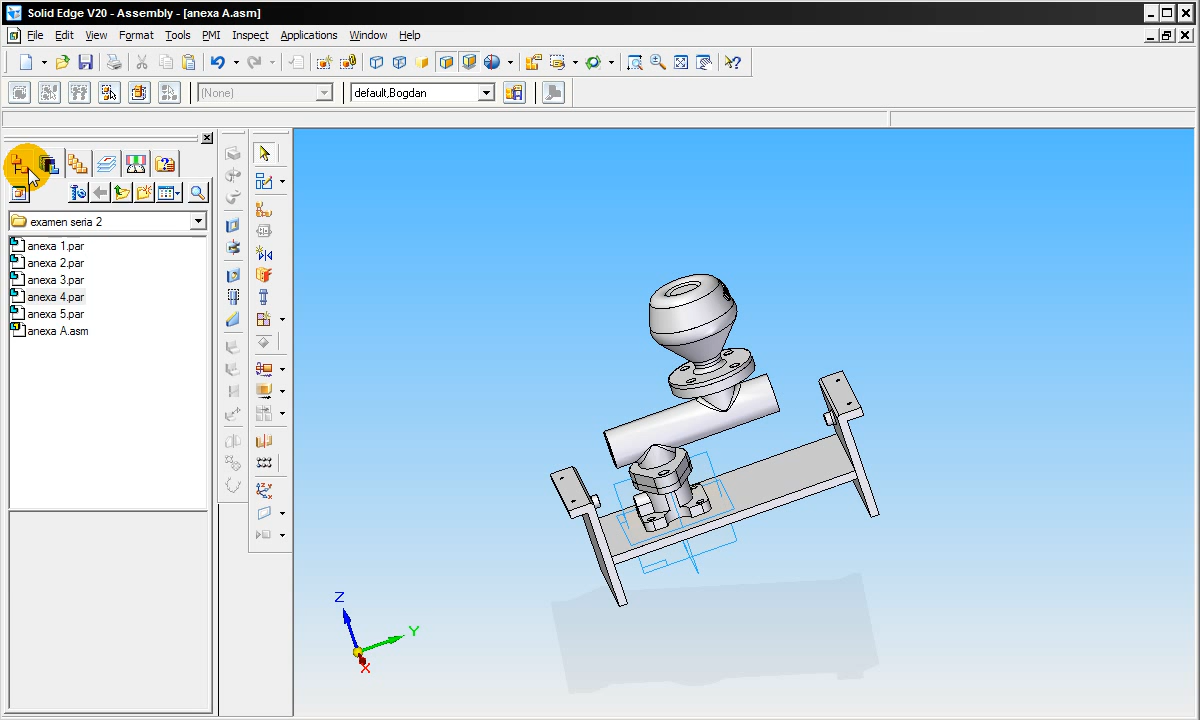 Solid Edge V20 - Assembly - [anexa A.asm]
File Edit View Format Tools PMI Inspect Applications Window Help
(None) default,Bogdan
examen seria 2
anexa 1.par
anexa 2.par
anexa 3.par
anexa 4.par
anexa 5.par
anexa A.asm
Z
Y
X